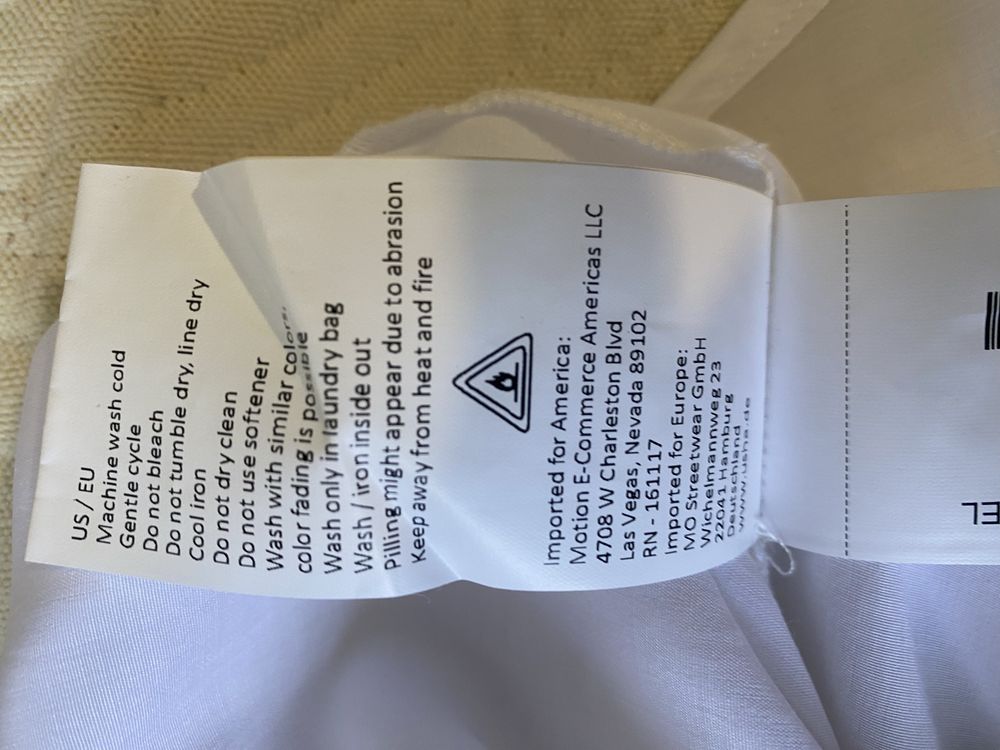 US / EU
Machine wash cold
Gentle cycle
Do not bleach
Do not tumble dry, line dry
Cool iron
Do not dry clean
Do not use softener
Wash with similar colors,
color fading is possible
Wash only in laundry bag
Wash / iron inside out
Pilling might appear due to abrasion
Keep away from heat and fire
Imported for America:
Motion E-Commerce Americas LLC
4708 W Charleston Blvd
Las Vegas, Nevada 89102
RN - 161117
Imported for Europe:
MO Streetwear GmbH
Wichelmannweg 23
22041 Hamburg
Deutschland
www.usha.de